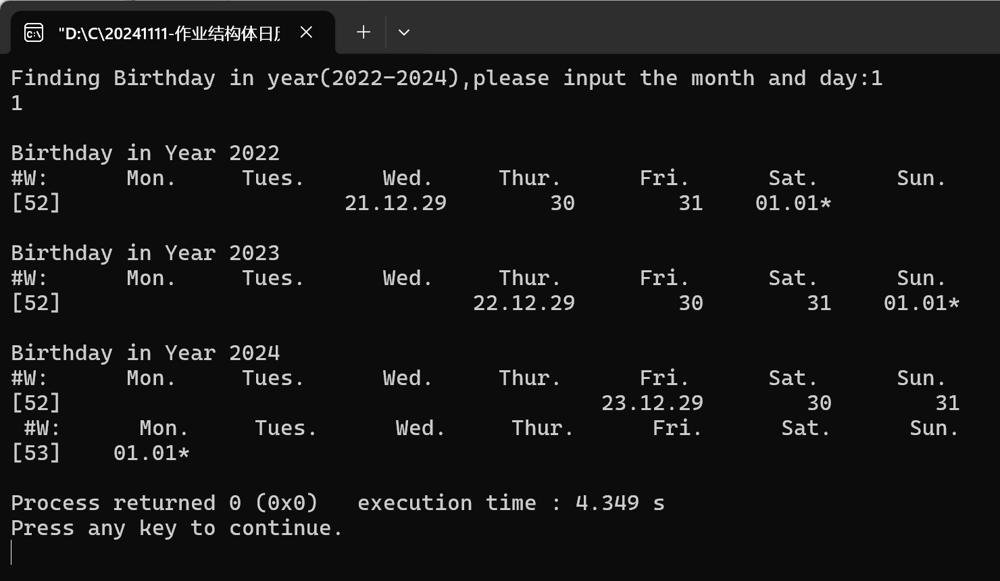 "D:\C\20241111-作业结构体日历
Finding Birthday in year(2022-2024),please input the month and day:1
1
Birthday in Year 2022
#W: Mon. Tues. Wed. Thur. Fri. Sat. Sun.
[52] 21.12.29 30 31 01.01*
Birthday in Year 2023
#W: Mon. Tues. Wed. Thur. Fri. Sat. Sun.
[52] 22.12.29 30 31 01.01*
Birthday in Year 2024
#W: Mon. Tues. Wed. Thur. Fri. Sat. Sun.
[52] 23.12.29 30 31
#W: Mon. Tues. Wed. Thur. Fri. Sat. Sun.
[53] 01.01*
Process returned 0 (0x0) execution time : 4.349 s
Press any key to continue.